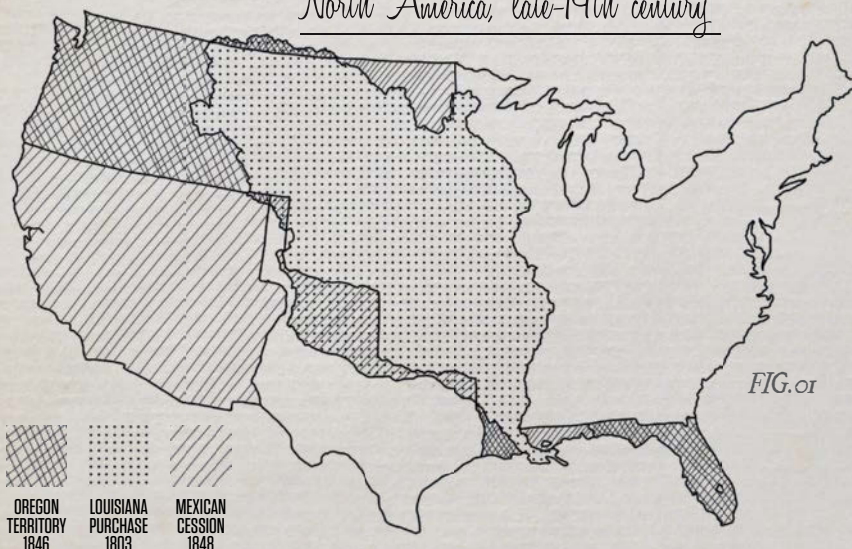 North America, late-19th century
FIG.01
OREGON
TERRITORY
1846
LOUISIANA
PURCHASE
1803
MEXICAN
CESSION
1848